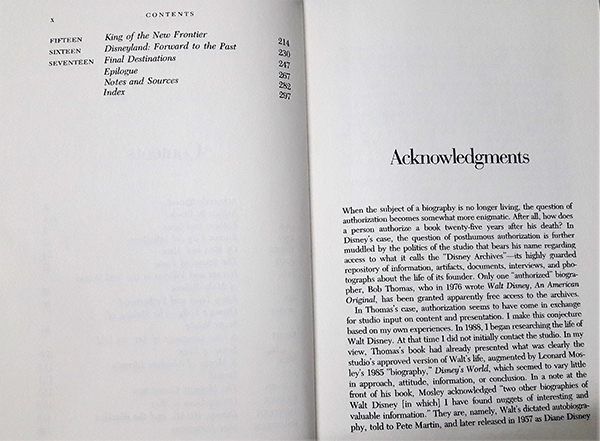 x
CONTENTS
FIFTEEN King of the New Frontier 214
SIXTEEN Disneyland: Forward to the Past 230
SEVENTEEN Final Destinations 247
Epilogue 267
Notes and Sources 282
Index 297
Acknowledgments
When the subject of a biography is no longer living, the question of
authorization becomes somewhat more enigmatic. After all, how does
a person authorize a book twenty-five years after his death? In
Disney's case, the question of posthumous authorization is further
muddled by the politics of the studio that bears his name regarding
access to what it calls the "Disney Archives"—its highly guarded
repository of information, artifacts, documents, interviews, and pho-
tographs about the life of its founder. Only one "authorized" biogra-
pher, Bob Thomas, who in 1976 wrote Walt Disney, An American
Original, has been granted apparently free access to the archives.
In Thomas's case, authorization seems to have come in exchange
for studio input on content and presentation. I make this conjecture
based on my own experiences. In 1988, I began researching the life of
Walt Disney. At that time I did not initially contact the studio. In my
view, Thomas's book had already presented what was clearly the
studio's approved version of Walt's life, augmented by Leonard Mos-
ley's 1985 "biography," Disney's World, which seemed to vary little
in approach, attitude, information, or conclusion. In a note at the
front of his book, Mosley acknowledged "two other biographies of
Walt Disney [in which] I have found nuggets of interesting and
valuable information." They are, namely, Walt's dictated autobiogra-
phy, told to Pete Martin, and later released in 1957 as Diane Disney